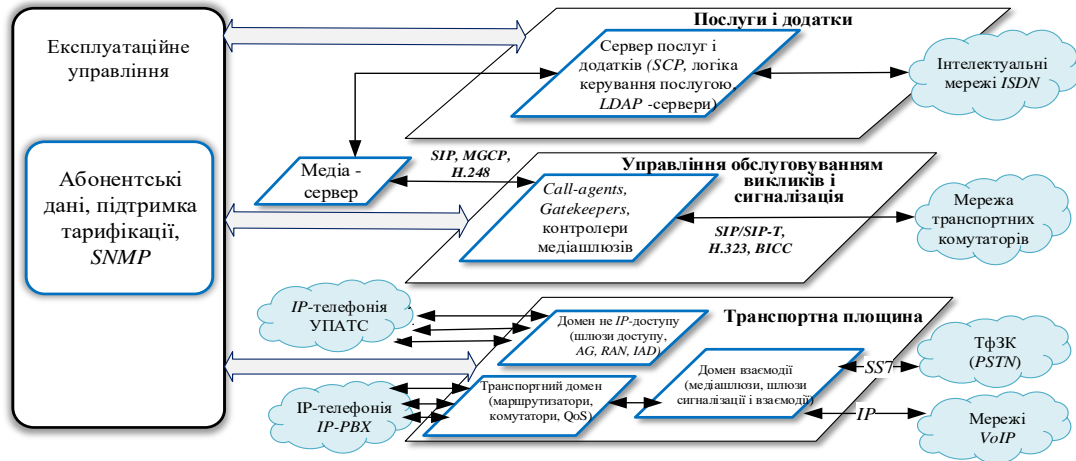 Експлуатаційне
управління
Абонентські
дані, підтримка
тарифікації,
SNMP
Послуги і додатки
Сервер послуг і
додатків (SCP, логіка
керування послугою,
LDAP -сервери)
Інтелектуальні
мережі ISDN
Медіа -
сервер
SIP, MGCP,
H.248
Управління обслуговуванням
викликів і
сигналізація
Call-agents,
Gatekeepers,
контролери
медіашлюзів
SIP/SIP-T,
H.323, BICC
Мережа
транспортних
комутаторів
Транспортна площина
IP-телефонія
УПАТС
Домен не IP-доступу
(шлюзи доступу,
AG, RAN, IAD)
IP-телефонія
IP-PBX
Транспортний домен
(маршрутизатори,
комутатори, QoS)
Домен взаємодії
(медіашлюзи, шлюзи
сигналізації і взаємодії)
SS7
ТфЗК
(PSTN)
IP
Мережі
VoIP